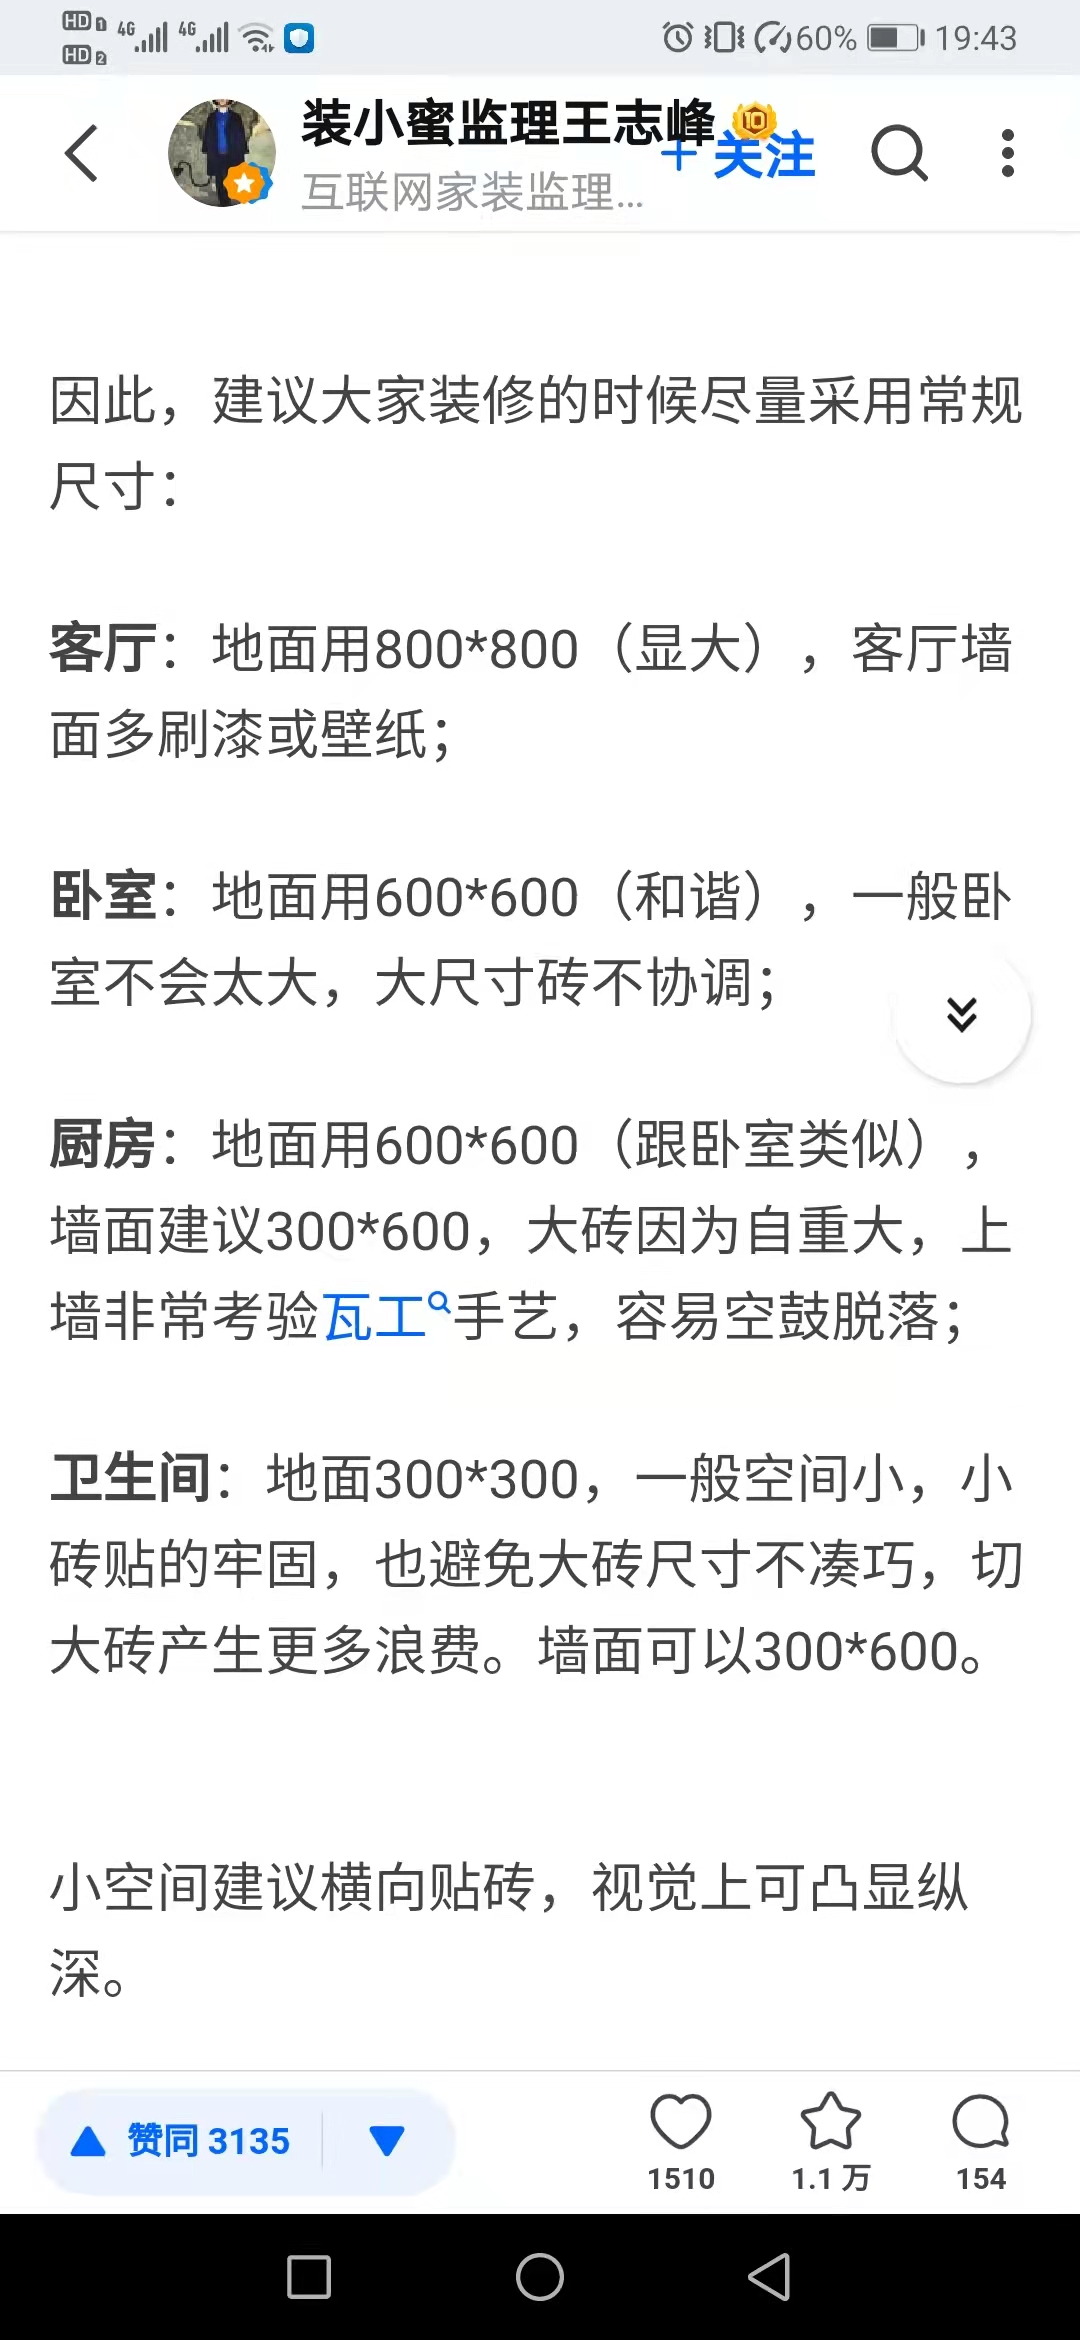 HD 1 4G 4G 60% 19:43
HD 2
装小蜜监理王志峰 10
+ 关注
互联网家装监理...
因此，建议大家装修的时候尽量采用常规
尺寸：
客厅：地面用800*800（显大），客厅墙
面多刷漆或壁纸；
卧室：地面用600*600（和谐），一般卧
室不会太大，大尺寸砖不协调；
厨房：地面用600*600（跟卧室类似），
墙面建议300*600，大砖因为自重大，上
墙非常考验瓦工手艺，容易空鼓脱落；
卫生间：地面300*300，一般空间小，小
砖贴的牢固，也避免大砖尺寸不凑巧，切
大砖产生更多浪费。墙面可以300*600。
小空间建议横向贴砖，视觉上可凸显纵
深。
赞同 3135
1510 1.1 万 154